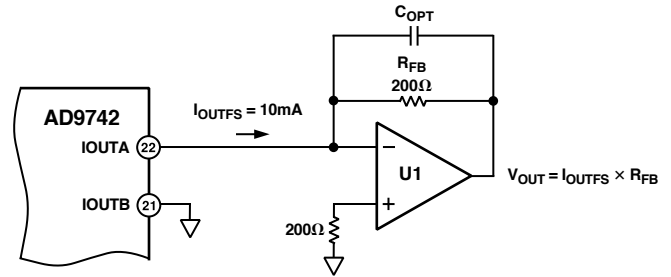 C_OPT
R_FB
200Ω
AD9742
I_OUTFS = 10mA
IOUTA 22
−
U1
V_OUT = I_OUTFS × R_FB
IOUTB 21
+
200Ω